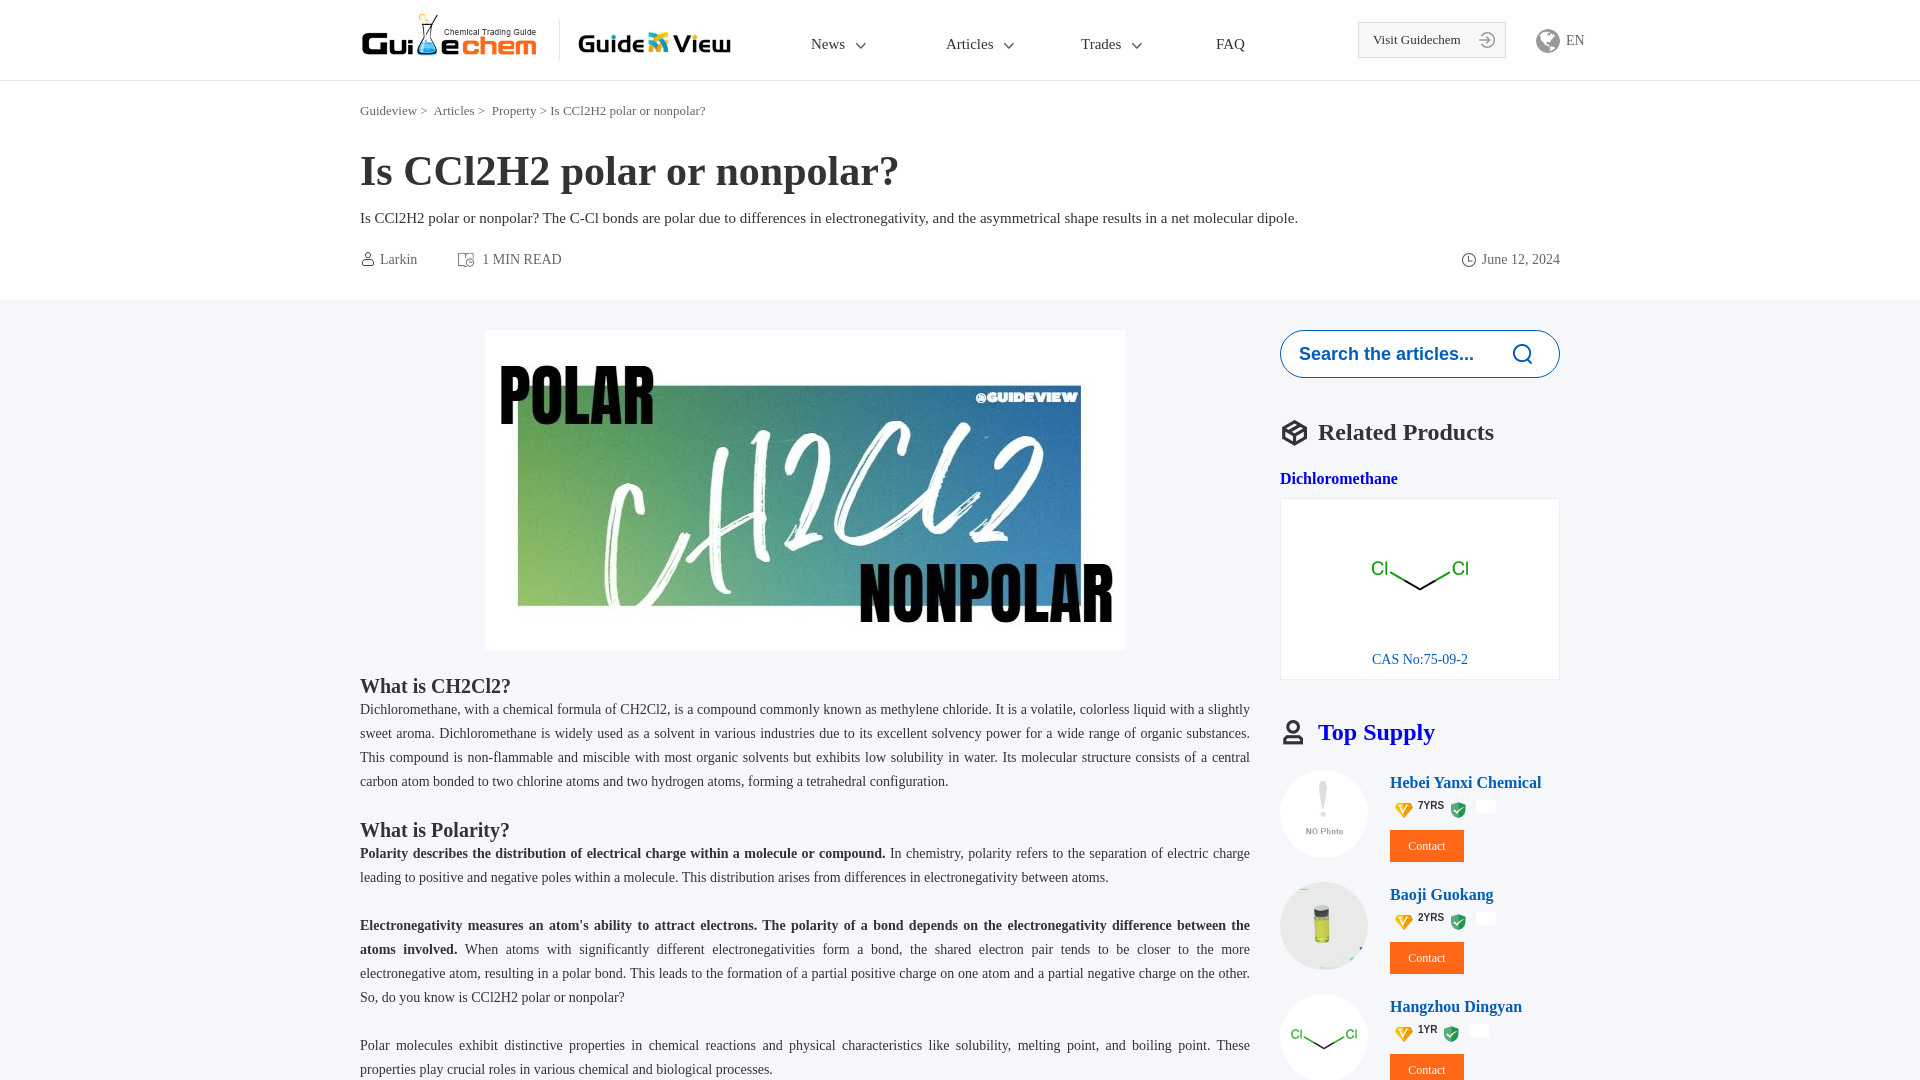 Chemical Trading Guide
Guidechem
GuideView
News
Articles
Trades
FAQ
Visit Guidechem
EN
Guideview > Articles > Property > Is CCl2H2 polar or nonpolar?
Is CCl2H2 polar or nonpolar?
Is CCl2H2 polar or nonpolar? The C-Cl bonds are polar due to differences in electronegativity, and the asymmetrical shape results in a net molecular dipole.
Larkin
1 MIN READ
June 12, 2024
POLAR
@GUIDEVIEW
CH2Cl2
NONPOLAR
What is CH2Cl2?
Dichloromethane, with a chemical formula of CH2Cl2, is a compound commonly known as methylene chloride. It is a volatile, colorless liquid with a slightly
sweet aroma. Dichloromethane is widely used as a solvent in various industries due to its excellent solvency power for a wide range of organic substances.
This compound is non-flammable and miscible with most organic solvents but exhibits low solubility in water. Its molecular structure consists of a central
carbon atom bonded to two chlorine atoms and two hydrogen atoms, forming a tetrahedral configuration.
What is Polarity?
Polarity describes the distribution of electrical charge within a molecule or compound. In chemistry, polarity refers to the separation of electric charge
leading to positive and negative poles within a molecule. This distribution arises from differences in electronegativity between atoms.
Electronegativity measures an atom's ability to attract electrons. The polarity of a bond depends on the electronegativity difference between the
atoms involved. When atoms with significantly different electronegativities form a bond, the shared electron pair tends to be closer to the more
electronegative atom, resulting in a polar bond. This leads to the formation of a partial positive charge on one atom and a partial negative charge on the other.
So, do you know is CCl2H2 polar or nonpolar?
Polar molecules exhibit distinctive properties in chemical reactions and physical characteristics like solubility, melting point, and boiling point. These
properties play crucial roles in various chemical and biological processes.
Search the articles...
Related Products
Dichloromethane
Cl Cl
CAS No:75-09-2
Top Supply
NO Photo
Hebei Yanxi Chemical
7YRS
Contact
Baoji Guokang
2YRS
Contact
Cl Cl
Hangzhou Dingyan
1YR
Contact